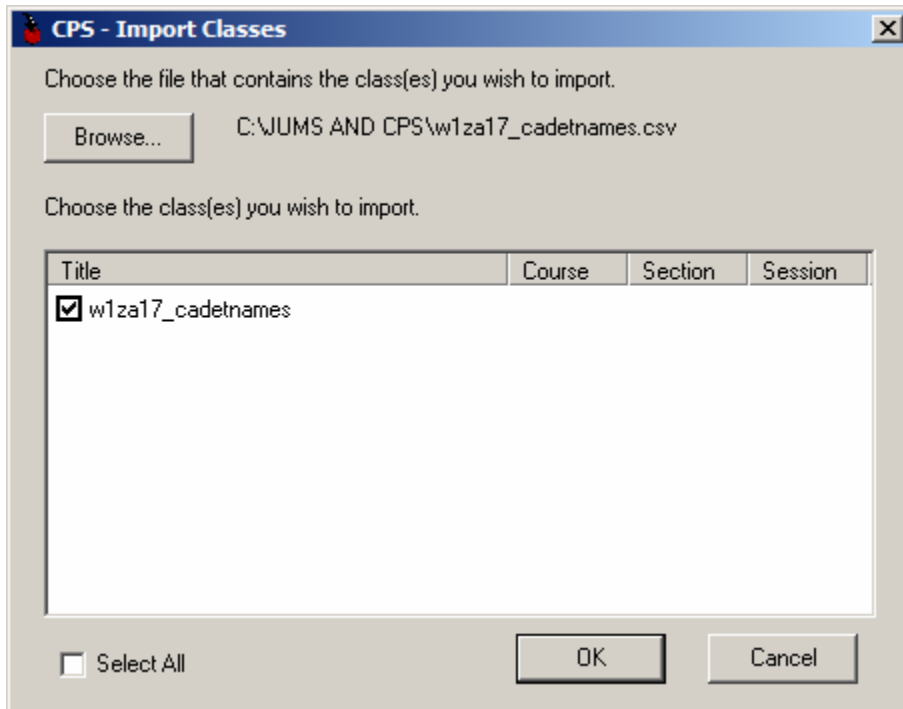 CPS - Import Classes
Choose the file that contains the class(es) you wish to import.
Browse... C:\JUMS AND CPS\w1za17_cadetnames.csv
Choose the class(es) you wish to import.
Title Course Section Session
w1za17_cadetnames
Select All OK Cancel